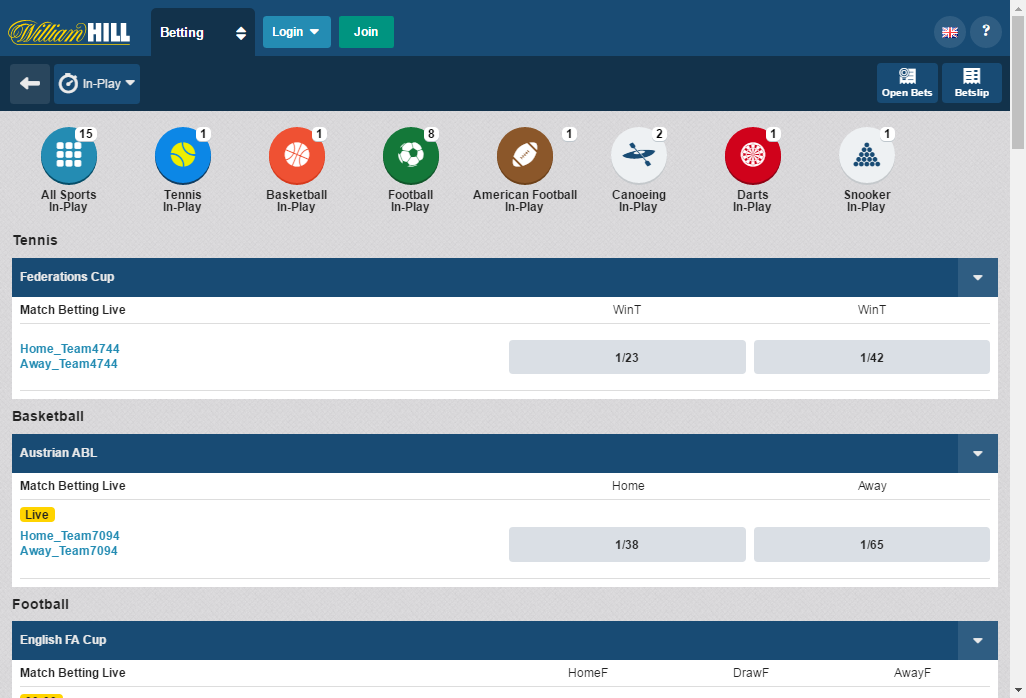 William HILL
Betting
Login
Join
?
In-Play
Open Bets
Betslip
15
1
1
8
1
2
1
1
All Sports
In-Play
Tennis
In-Play
Basketball
In-Play
Football
In-Play
American Football
In-Play
Canoeing
In-Play
Darts
In-Play
Snooker
In-Play
Tennis
Federations Cup
Match Betting Live WinT WinT
Home_Team4744
Away_Team4744
1/23 1/42
Basketball
Austrian ABL
Match Betting Live Home Away
Live
Home_Team7094
Away_Team7094
1/38 1/65
Football
English FA Cup
Match Betting Live HomeF DrawF AwayF